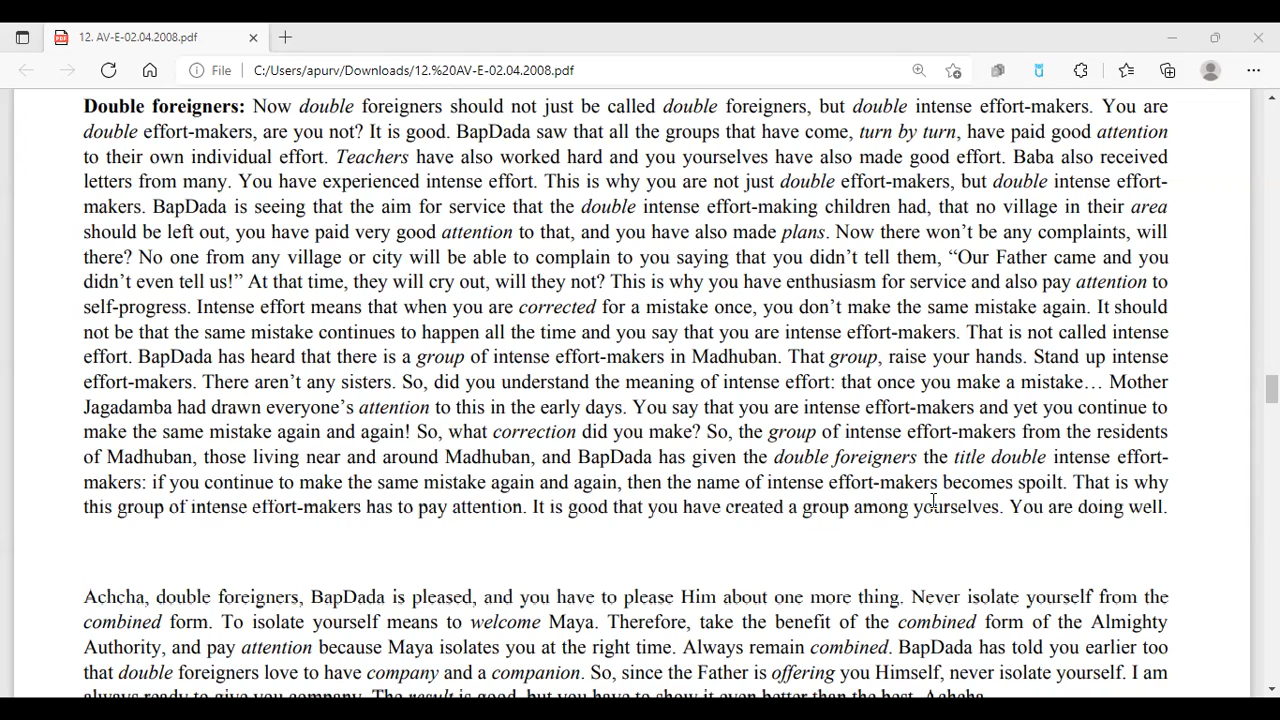 12. AV-E-02.04.2008.pdf
File C:/Users/apurv/Downloads/12.%20AV-E-02.04.2008.pdf
Double foreigners: Now double foreigners should not just be called double foreigners, but double intense effort-makers. You are
double effort-makers, are you not? It is good. BapDada saw that all the groups that have come, turn by turn, have paid good attention
to their own individual effort. Teachers have also worked hard and you yourselves have also made good effort. Baba also received
letters from many. You have experienced intense effort. This is why you are not just double effort-makers, but double intense effort-
makers. BapDada is seeing that the aim for service that the double intense effort-making children had, that no village in their area
should be left out, you have paid very good attention to that, and you have also made plans. Now there won't be any complaints, will
there? No one from any village or city will be able to complain to you saying that you didn't tell them, “Our Father came and you
didn't even tell us!” At that time, they will cry out, will they not? This is why you have enthusiasm for service and also pay attention to
self-progress. Intense effort means that when you are corrected for a mistake once, you don't make the same mistake again. It should
not be that the same mistake continues to happen all the time and you say that you are intense effort-makers. That is not called intense
effort. BapDada has heard that there is a group of intense effort-makers in Madhuban. That group, raise your hands. Stand up intense
effort-makers. There aren't any sisters. So, did you understand the meaning of intense effort: that once you make a mistake… Mother
Jagadamba had drawn everyone's attention to this in the early days. You say that you are intense effort-makers and yet you continue to
make the same mistake again and again! So, what correction did you make? So, the group of intense effort-makers from the residents
of Madhuban, those living near and around Madhuban, and BapDada has given the double foreigners the title double intense effort-
makers: if you continue to make the same mistake again and again, then the name of intense effort-makers becomes spoilt. That is why
this group of intense effort-makers has to pay attention. It is good that you have created a group among yourselves. You are doing well.
Achcha, double foreigners, BapDada is pleased, and you have to please Him about one more thing. Never isolate yourself from the
combined form. To isolate yourself means to welcome Maya. Therefore, take the benefit of the combined form of the Almighty
Authority, and pay attention because Maya isolates you at the right time. Always remain combined. BapDada has told you earlier too
that double foreigners love to have company and a companion. So, since the Father is offering you Himself, never isolate yourself. I am
always ready to give you company. The result is good, but you have to show it even better than the best. Achcha.